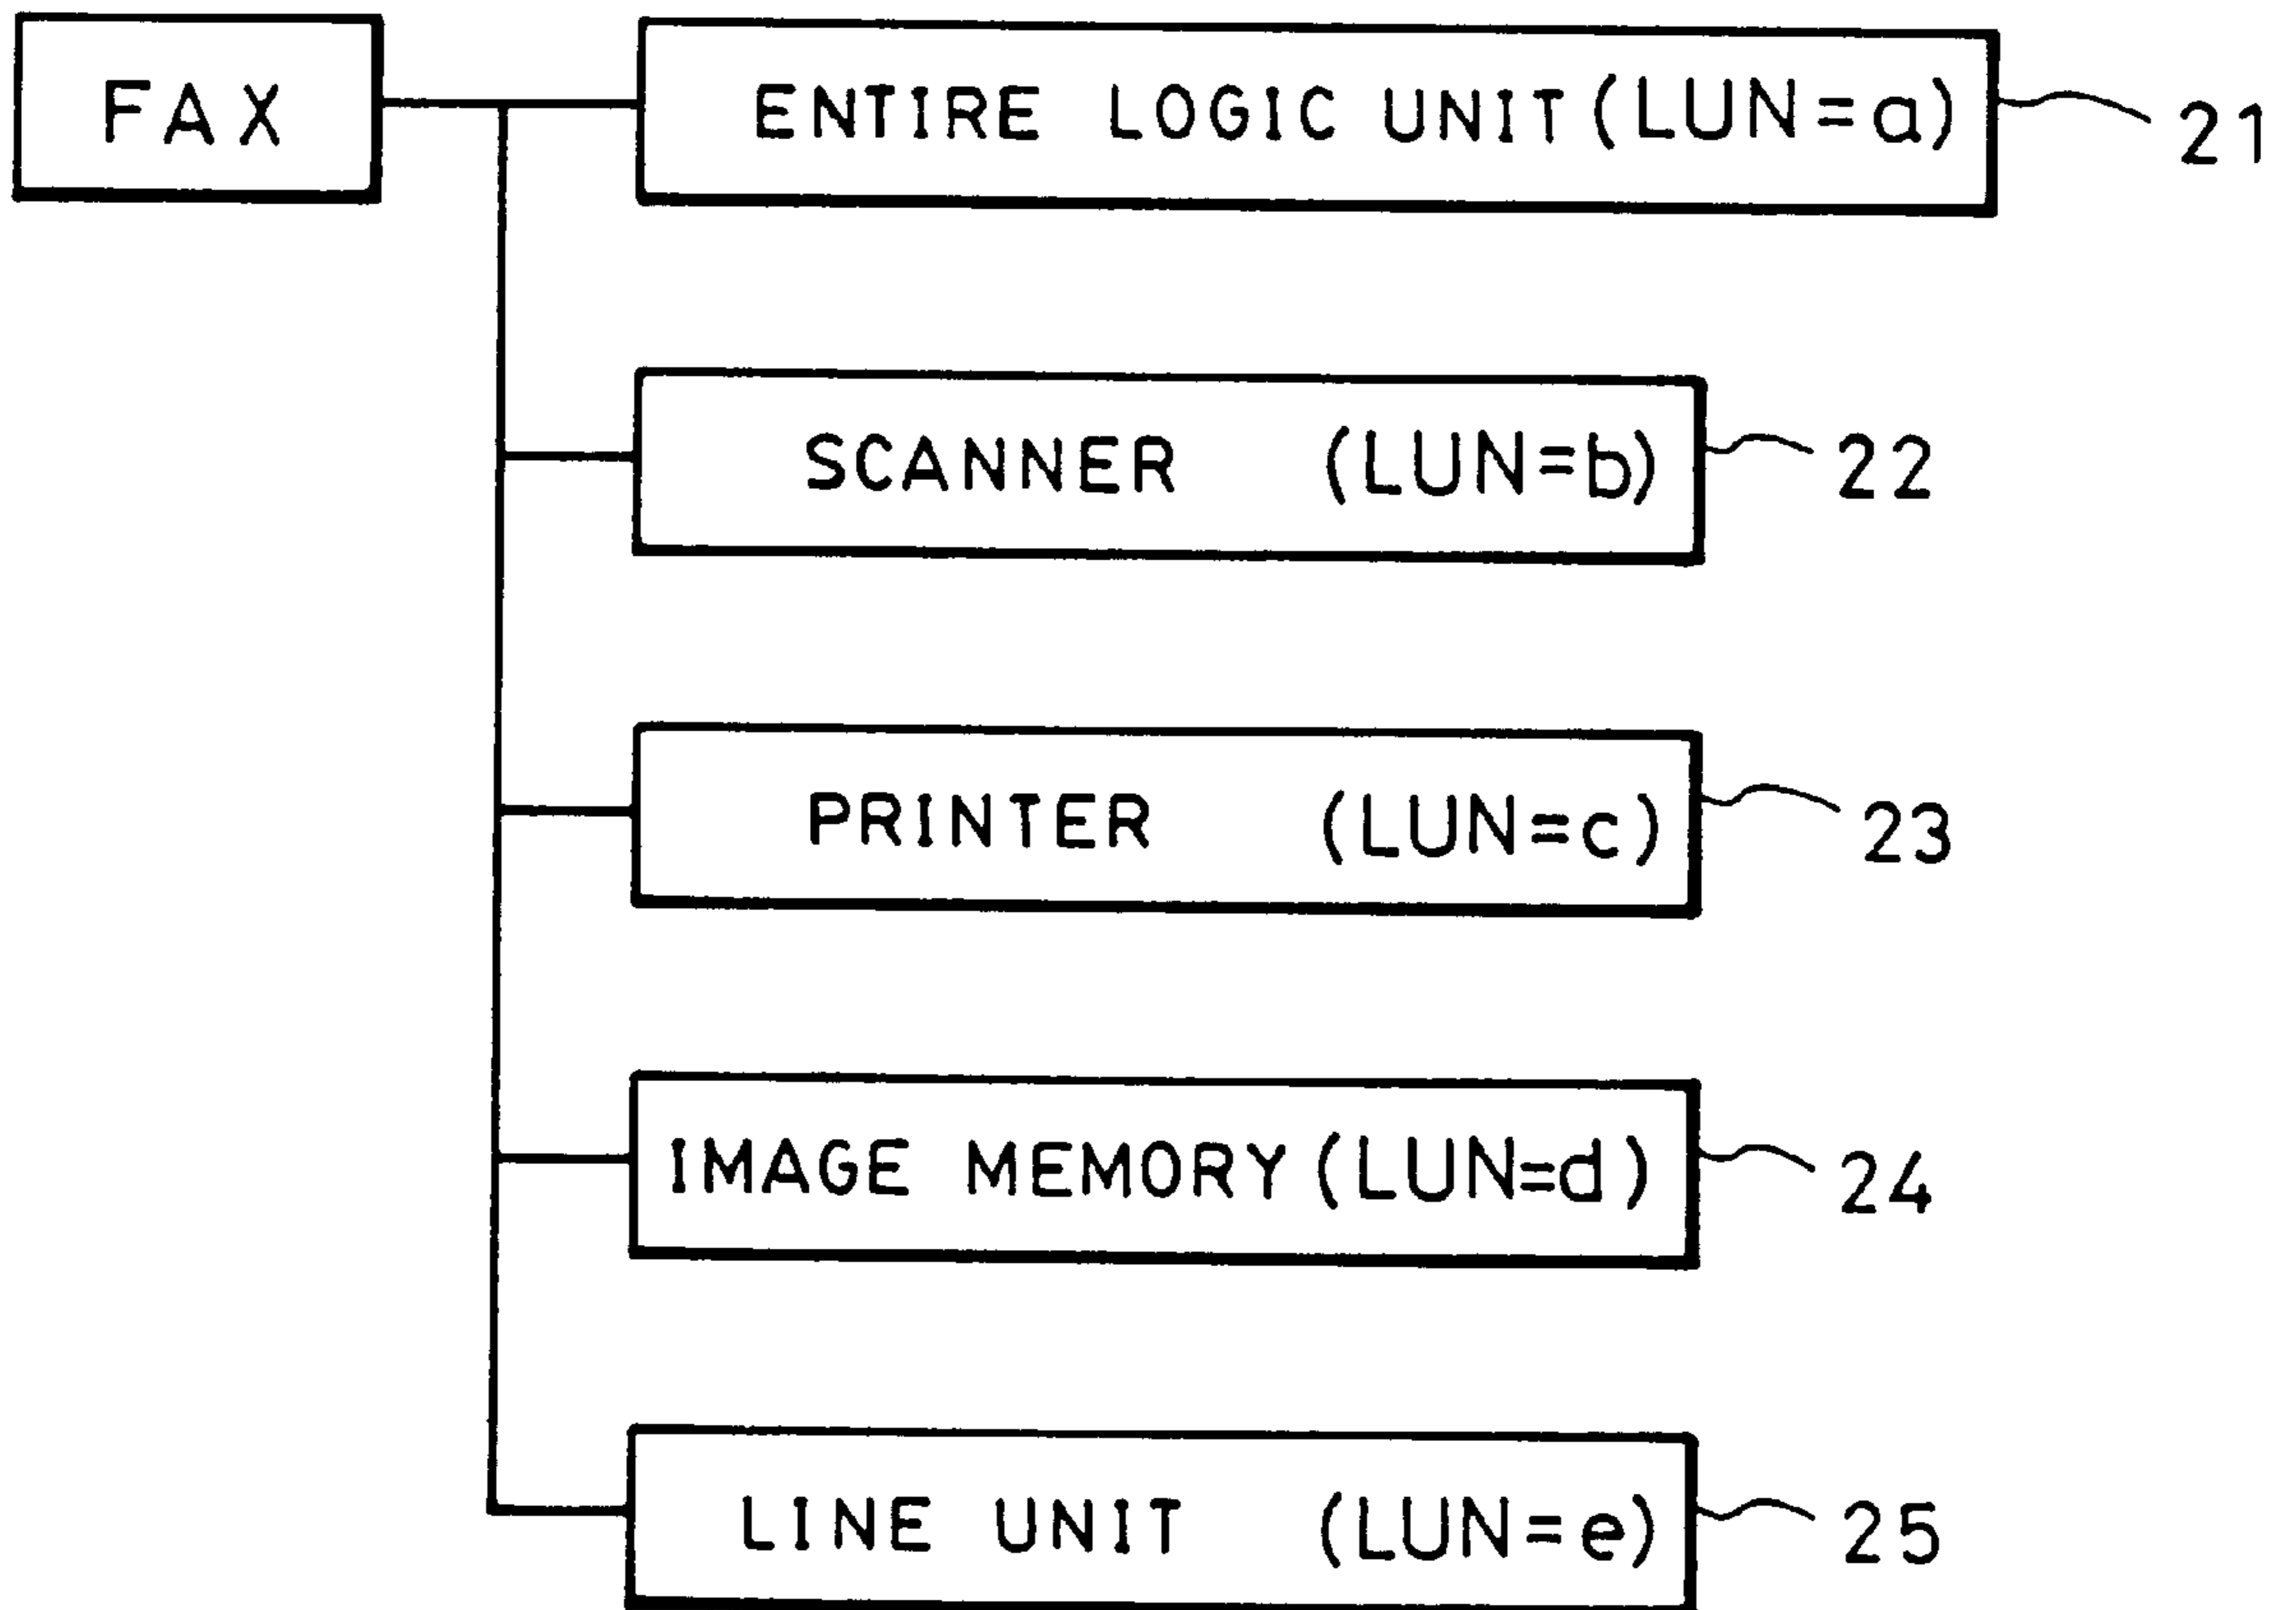 FAX
ENTIRE LOGIC UNIT (LUN=a)
21
SCANNER (LUN=b)
22
PRINTER (LUN=c)
23
IMAGE MEMORY (LUN=d)
24
LINE UNIT (LUN=e)
25